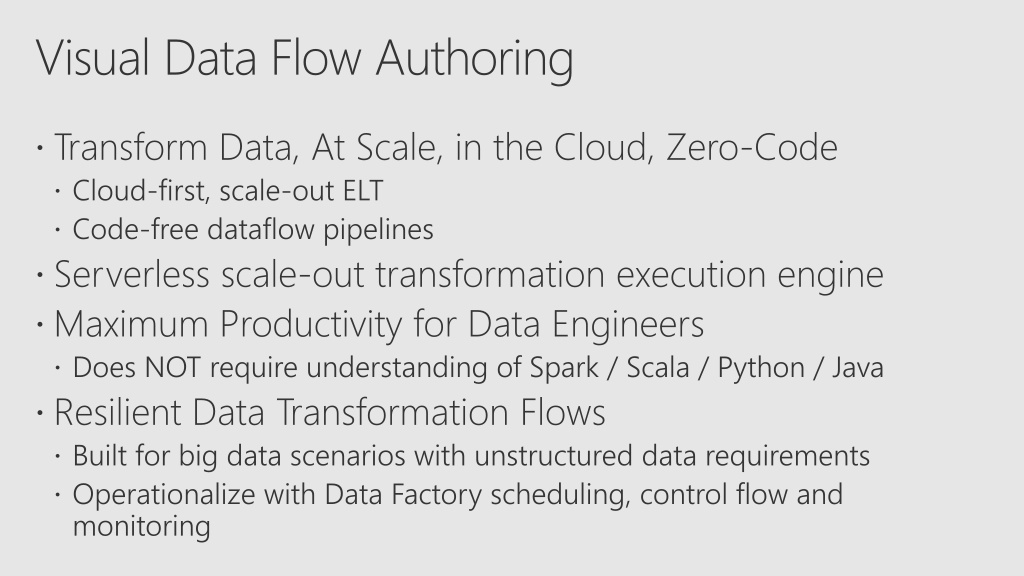 Visual Data Flow Authoring
• Transform Data, At Scale, in the Cloud, Zero-Code
• Cloud-first, scale-out ELT
• Code-free dataflow pipelines
• Serverless scale-out transformation execution engine
• Maximum Productivity for Data Engineers
• Does NOT require understanding of Spark / Scala / Python / Java
• Resilient Data Transformation Flows
• Built for big data scenarios with unstructured data requirements
• Operationalize with Data Factory scheduling, control flow and
monitoring